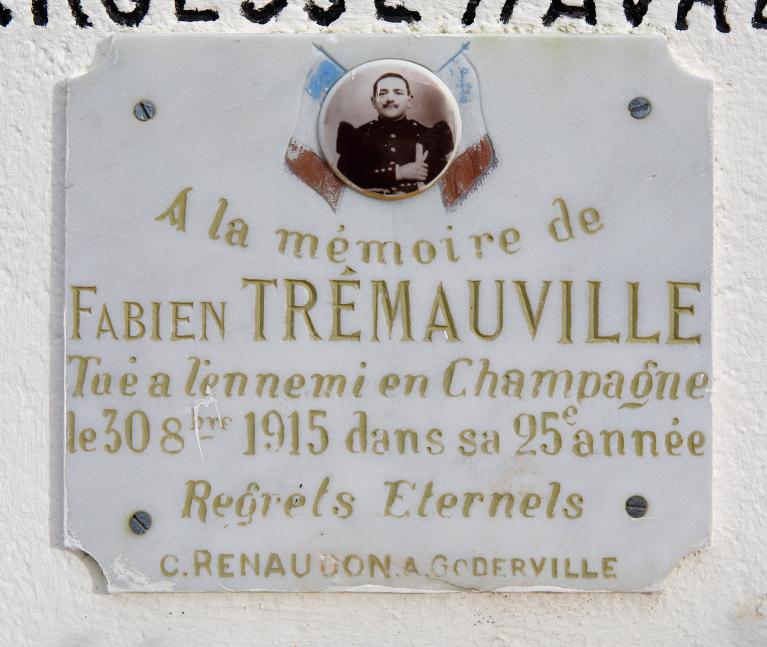 A la mémoire de
FABIEN TRÊMAUVILLE
Tué a l'ennemi en Champagne
le 30 8bre 1915 dans sa 25e année
Regrets Eternels
C. RENAUDON. A GODERVILLE